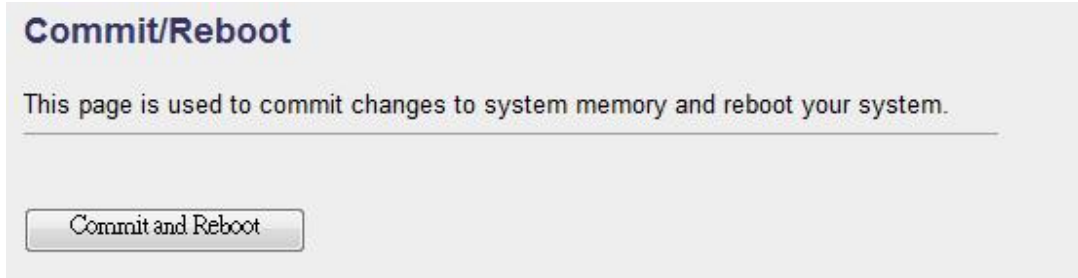 Commit/Reboot
This page is used to commit changes to system memory and reboot your system.
Commit and Reboot